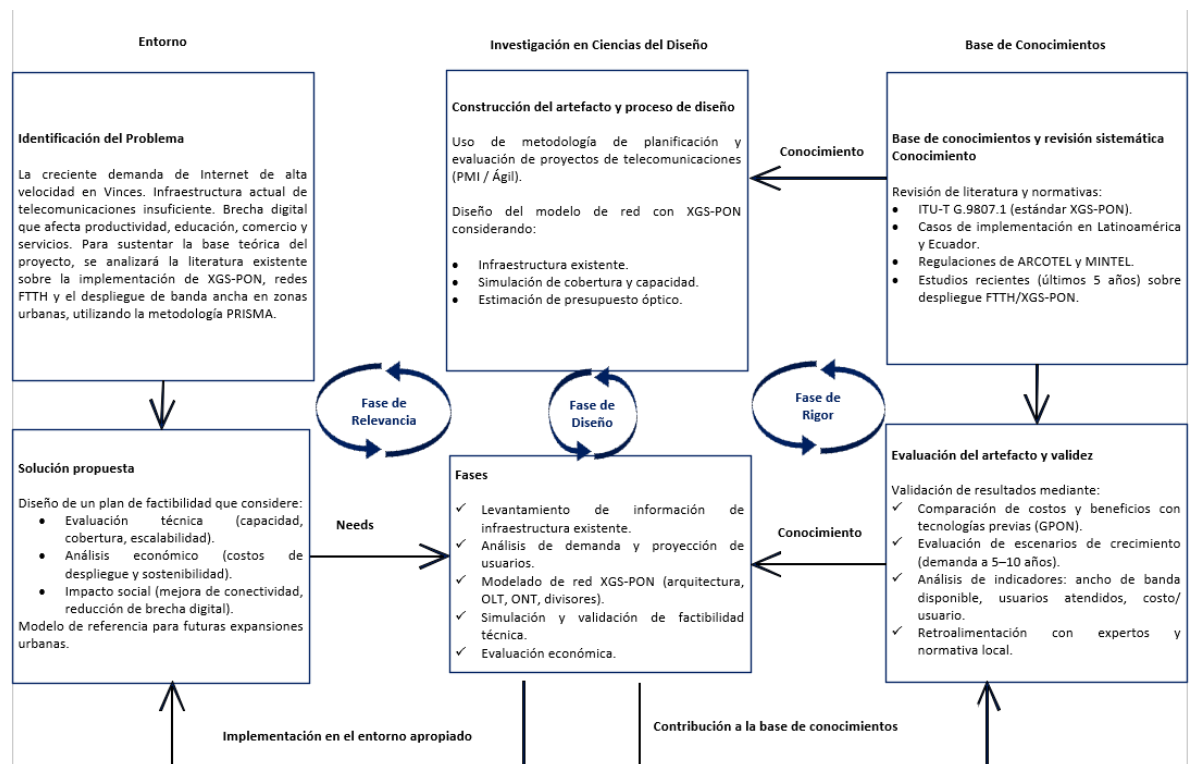 Entorno
Investigación en Ciencias del Diseño
Base de Conocimientos
Identificación del Problema
La creciente demanda de Internet de alta
velocidad en Vinces. Infraestructura actual de
telecomunicaciones insuficiente. Brecha digital
que afecta productividad, educación, comercio y
servicios. Para sustentar la base teórica del
proyecto, se analizará la literatura existente
sobre la implementación de XGS-PON, redes
FTTH y el despliegue de banda ancha en zonas
urbanas, utilizando la metodología PRISMA.
Construcción del artefacto y proceso de diseño
Uso de metodología de planificación y
evaluación de proyectos de telecomunicaciones
(PMI / Ágil).
Diseño del modelo de red con XGS-PON
considerando:
• Infraestructura existente.
• Simulación de cobertura y capacidad.
• Estimación de presupuesto óptico.
Conocimiento
Base de conocimientos y revisión sistemática
Conocimiento
Revisión de literatura y normativas:
• ITU-T G.9807.1 (estándar XGS-PON).
• Casos de implementación en Latinoamérica
y Ecuador.
• Regulaciones de ARCOTEL y MINTEL.
• Estudios recientes (últimos 5 años) sobre
despliegue FTTH/XGS-PON.
Fase de
Relevancia
Fase de
Diseño
Fase de
Rigor
Solución propuesta
Diseño de un plan de factibilidad que considere:
• Evaluación técnica (capacidad,
cobertura, escalabilidad).
• Análisis económico (costos de
despliegue y sostenibilidad).
• Impacto social (mejora de conectividad,
reducción de brecha digital).
Modelo de referencia para futuras expansiones
urbanas.
Needs
Fases
✓ Levantamiento de información de
infraestructura existente.
✓ Análisis de demanda y proyección de
usuarios.
✓ Modelado de red XGS-PON (arquitectura,
OLT, ONT, divisores).
✓ Simulación y validación de factibilidad
técnica.
✓ Evaluación económica.
Conocimiento
Evaluación del artefacto y validez
Validación de resultados mediante:
✓ Comparación de costos y beneficios con
tecnologías previas (GPON).
✓ Evaluación de escenarios de crecimiento
(demanda a 5–10 años).
✓ Análisis de indicadores: ancho de banda
disponible, usuarios atendidos, costo/
usuario.
✓ Retroalimentación con expertos y
normativa local.
Implementación en el entorno apropiado
Contribución a la base de conocimientos